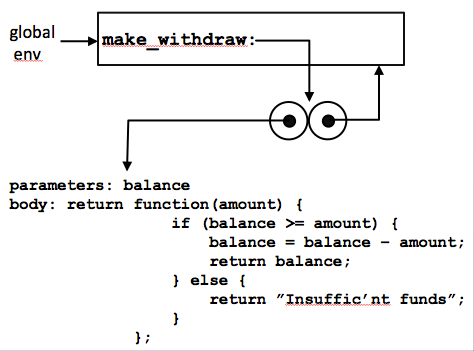 global
env
make_withdraw:
parameters: balance
body: return function(amount) {
if (balance >= amount) {
balance = balance - amount;
return balance;
} else {
return ”Insuffic’nt funds”;
}
};